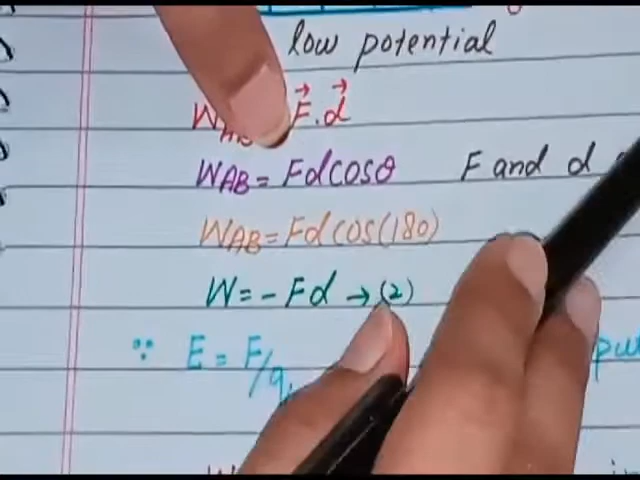 low potential
W F⃗.d⃗
WAB = Fdcosθ F and d
WAB = Fdcos(180)
W = - Fd → (2)
∵ E = F/q